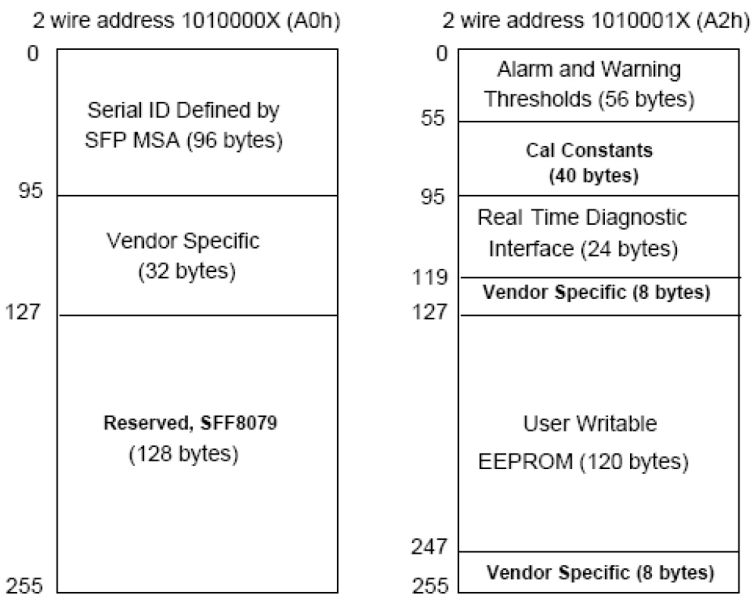 2 wire address 1010000X (A0h)
0
Serial ID Defined by
SFP MSA (96 bytes)
95
Vendor Specific
(32 bytes)
127
Reserved, SFF8079
(128 bytes)
255
2 wire address 1010001X (A2h)
0
Alarm and Warning
Thresholds (56 bytes)
55
Cal Constants
(40 bytes)
95
Real Time Diagnostic
Interface (24 bytes)
119
Vendor Specific (8 bytes)
127
User Writable
EEPROM (120 bytes)
247
Vendor Specific (8 bytes)
255